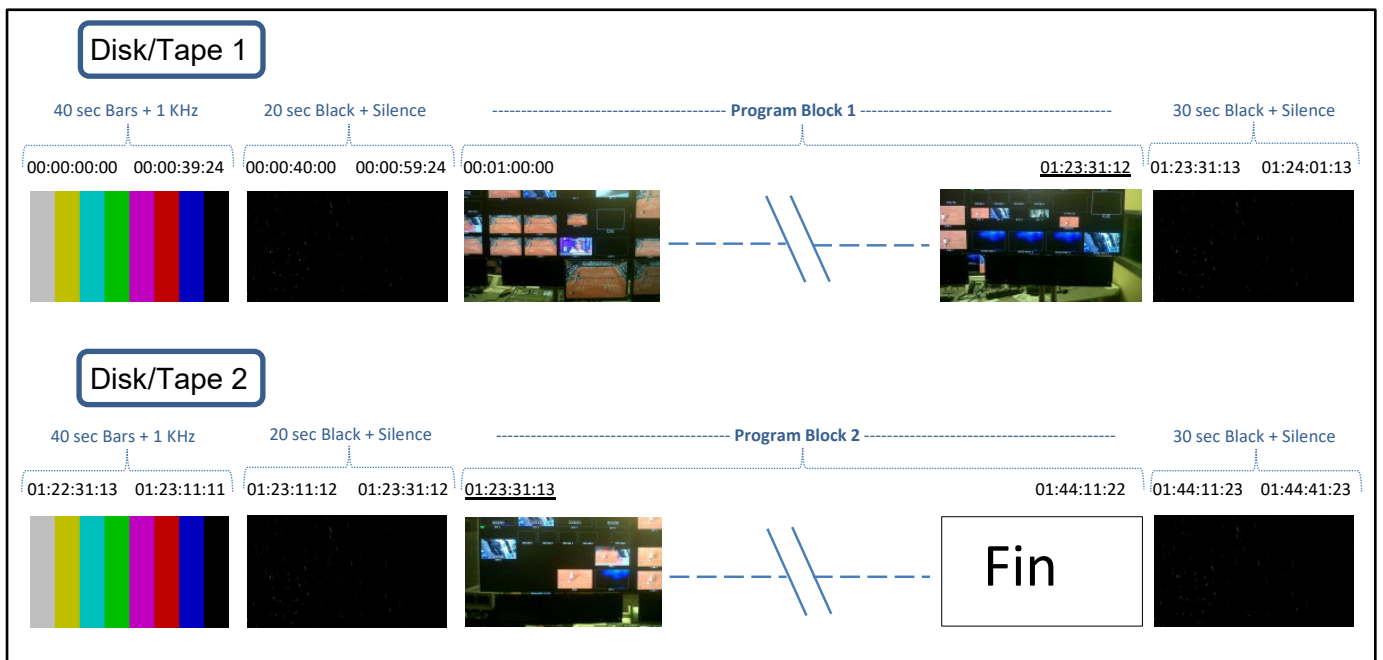 Disk/Tape 1
40 sec Bars + 1 KHz 20 sec Black + Silence Program Block 1 30 sec Black + Silence
00:00:00:00 00:00:39:24 00:00:40:00 00:00:59:24 00:01:00:00 01:23:31:12 01:23:31:13 01:24:01:13
Disk/Tape 2
40 sec Bars + 1 KHz 20 sec Black + Silence Program Block 2 30 sec Black + Silence
01:22:31:13 01:23:11:11 01:23:11:12 01:23:31:12 01:23:31:13 01:44:11:22 01:44:11:23 01:44:41:23
Fin